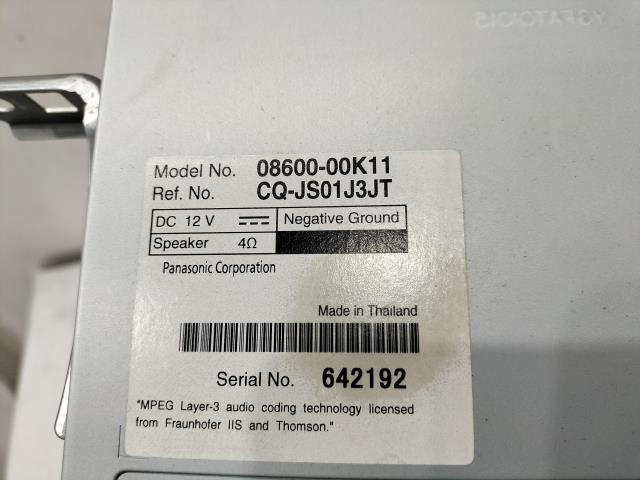 YGFATO1015
Model No. 08600-00K11
Ref. No. CQ-JS01J3JT
DC 12 V Negative Ground
Speaker 4Ω
Panasonic Corporation
Made in Thailand
Serial No. 642192
"MPEG Layer-3 audio coding technology licensed
from Fraunhofer IIS and Thomson."